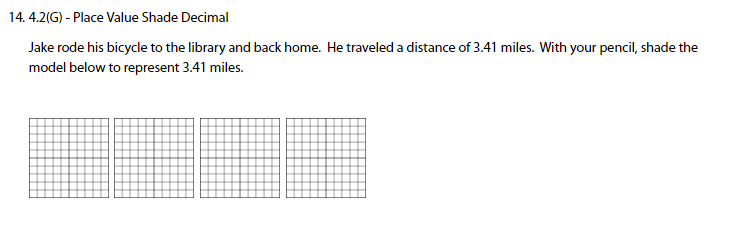 14. 4.2(G) - Place Value Shade Decimal
Jake rode his bicycle to the library and back home. He traveled a distance of 3.41 miles. With your pencil, shade the
model below to represent 3.41 miles.